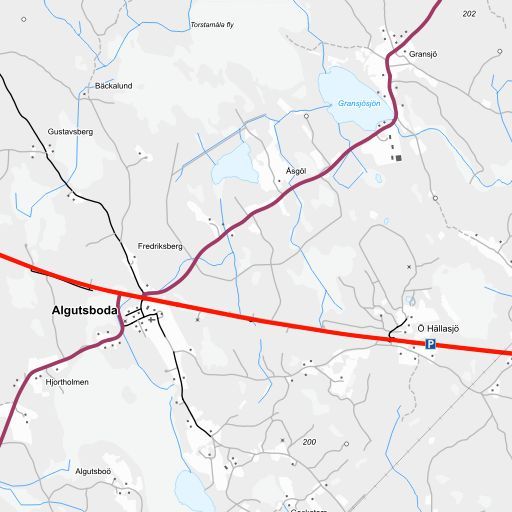 202
Torstamåla fly
Gransjö
Bäckalund
Gransjösjön
Gustavsberg
Åsgöl
Fredriksberg
Algutsboda
Ö Hällasjö
P
Hjortholmen
200
Algutsboö